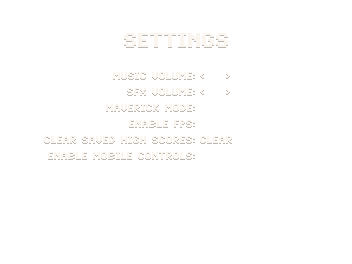 SETTINGS
MUSIC VOLUME: < >
SFX VOLUME: < >
MAVERICK MODE:
ENABLE FPS:
CLEAR SAVED HIGH SCORES: CLEAR
ENABLE MOBILE CONTROLS: